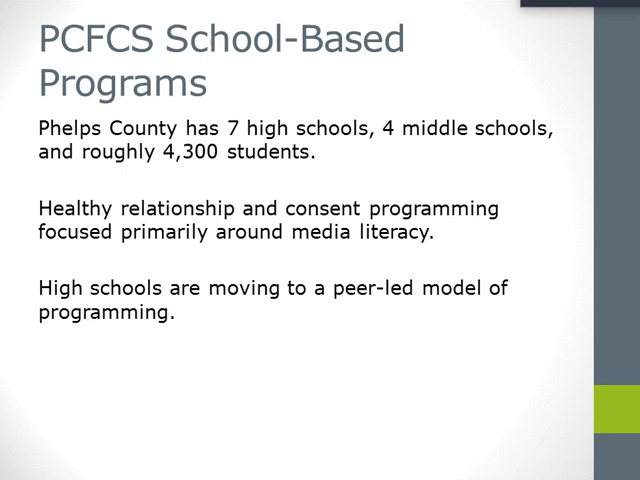 PCFCS School-Based
Programs
Phelps County has 7 high schools, 4 middle schools,
and roughly 4,300 students.
Healthy relationship and consent programming
focused primarily around media literacy.
High schools are moving to a peer-led model of
programming.